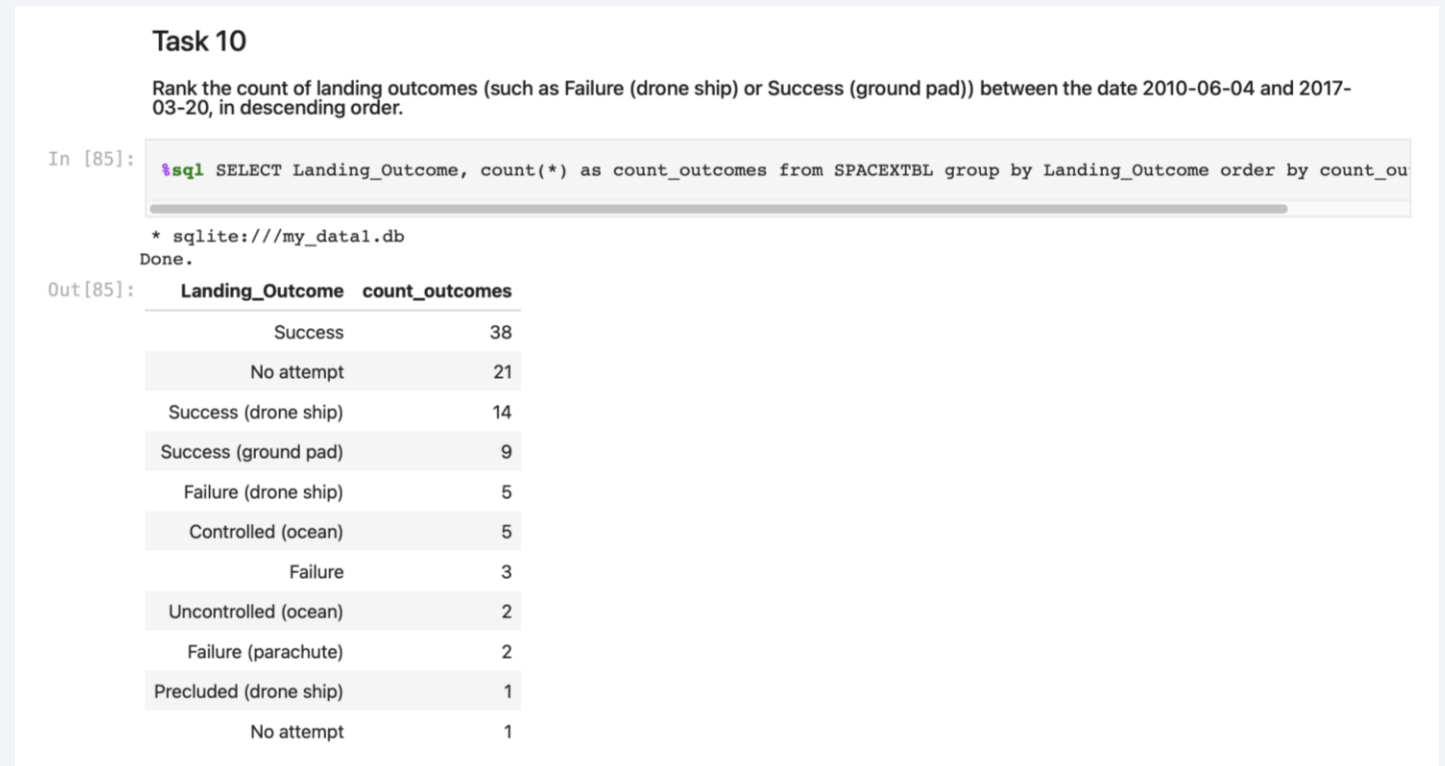 Task 10
Rank the count of landing outcomes (such as Failure (drone ship) or Success (ground pad)) between the date 2010-06-04 and 2017-
03-20, in descending order.
In [85]: %sql SELECT Landing_Outcome, count(*) as count_outcomes from SPACEXTBL group by Landing_Outcome order by count_ou
* sqlite:///my_data1.db
Done.
Out[85]: Landing_Outcome count_outcomes
Success 38
No attempt 21
Success (drone ship) 14
Success (ground pad) 9
Failure (drone ship) 5
Controlled (ocean) 5
Failure 3
Uncontrolled (ocean) 2
Failure (parachute) 2
Precluded (drone ship) 1
No attempt 1